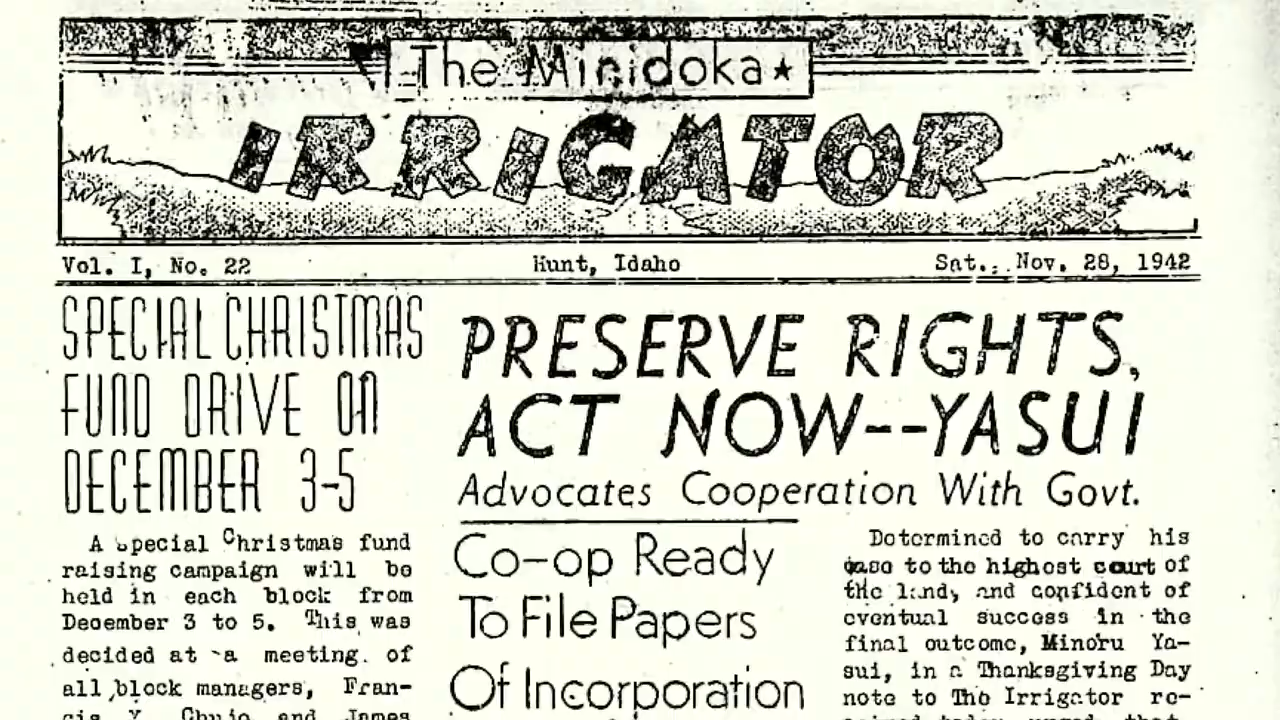 The Minidoka★
IRRIGATOR
Vol. I, No. 22 Hunt, Idaho Sat., Nov. 28, 1942
SPECIAL CHRISTMAS
FUND DRIVE ON
DECEMBER 3-5
A special Christmas fund
raising campaign will be
held in each block from
December 3 to 5. This was
decided at a meeting of
all block managers, Fran-
cis Y. and James
PRESERVE RIGHTS,
ACT NOW--YASUI
Advocates Cooperation With Govt.
Co-op Ready
To File Papers
Of Incorporation
Determined to carry his
case to the highest court of
the land, and confident of
eventual success in the
final outcome, Minoru Ya-
sui, in a Thanksgiving Day
note to The Irrigator re-